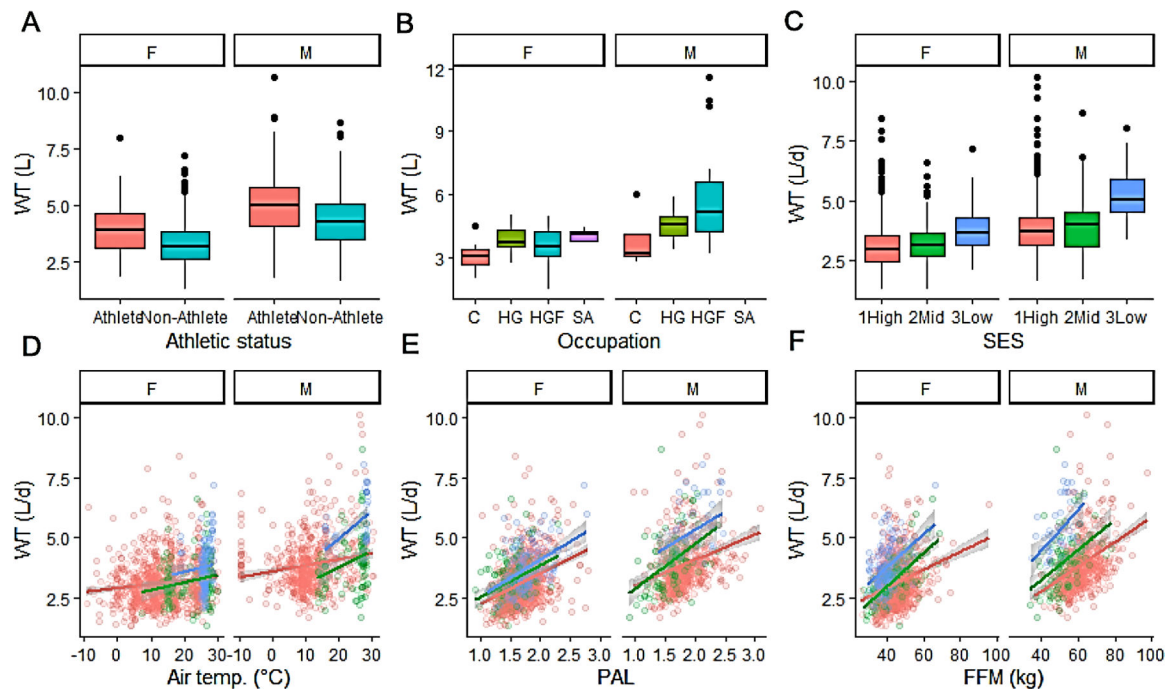 A
F M
WT (L)
10.0
7.5
5.0
2.5
Athlete Non-Athlete Athlete Non-Athlete
Athletic status
B
F M
WT (L)
12
9
6
3
C HG HGF SA C HG HGF SA
Occupation
C
F M
WT (L/d)
10.0
7.5
5.0
2.5
1High 2Mid 3Low 1High 2Mid 3Low
SES
D
F M
WT (L/d)
10.0
7.5
5.0
2.5
-10 0 10 20 30 -10 0 10 20 30
Air temp. (°C)
E
F M
WT (L/d)
10.0
7.5
5.0
2.5
1.0 1.5 2.0 2.5 3.0 1.0 1.5 2.0 2.5 3.0
PAL
F
F M
WT (L/d)
10.0
7.5
5.0
2.5
40 60 80 100 40 60 80 100
FFM (kg)